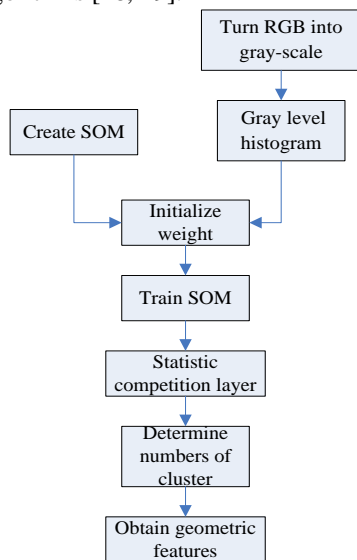 Turn RGB into
gray-scale
Create SOM
Gray level
histogram
Initialize
weight
Train SOM
Statistic
competition layer
Determine
numbers of
cluster
Obtain geometric
features